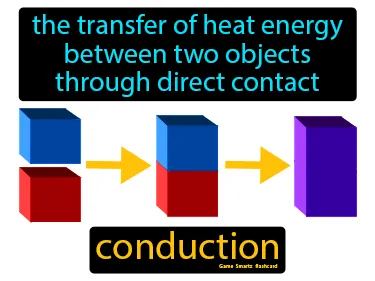 the transfer of heat energy
between two objects
through direct contact
conduction
Game Smartz flashcard